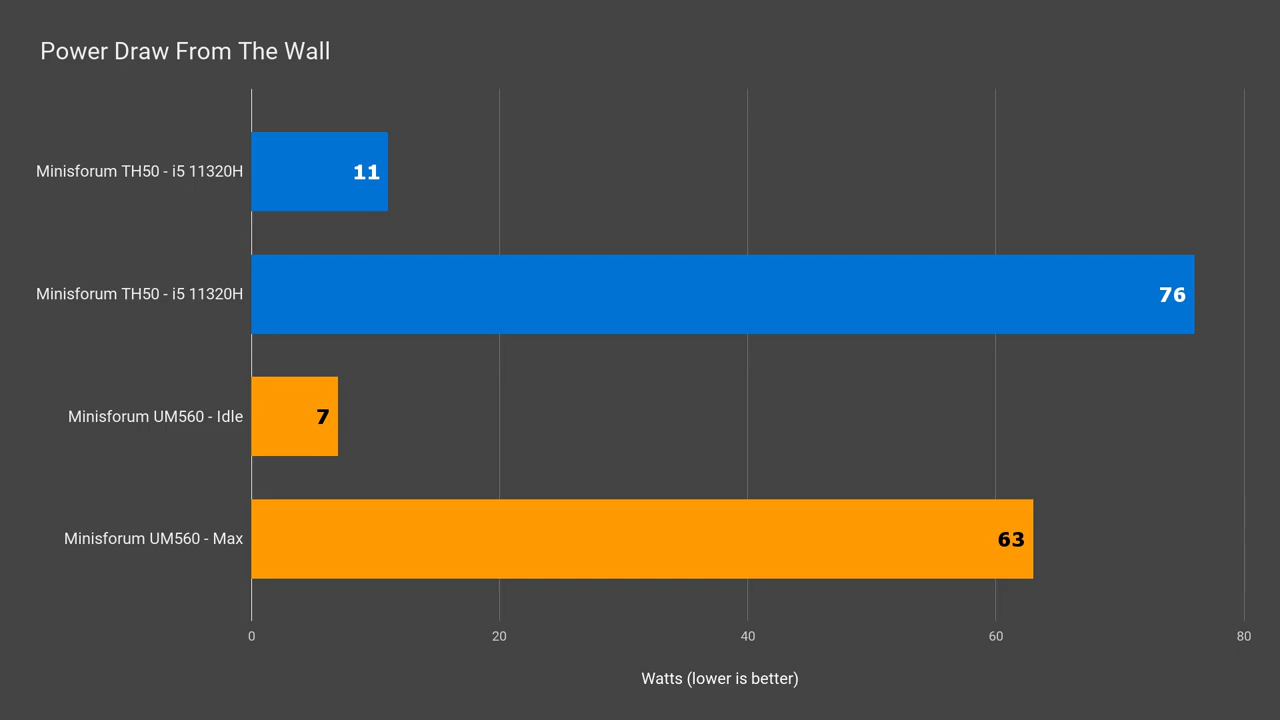 Power Draw From The Wall
Minisforum TH50 - i5 11320H
11
Minisforum TH50 - i5 11320H
76
Minisforum UM560 - Idle
7
Minisforum UM560 - Max
63
0 20 40 60 80
Watts (lower is better)